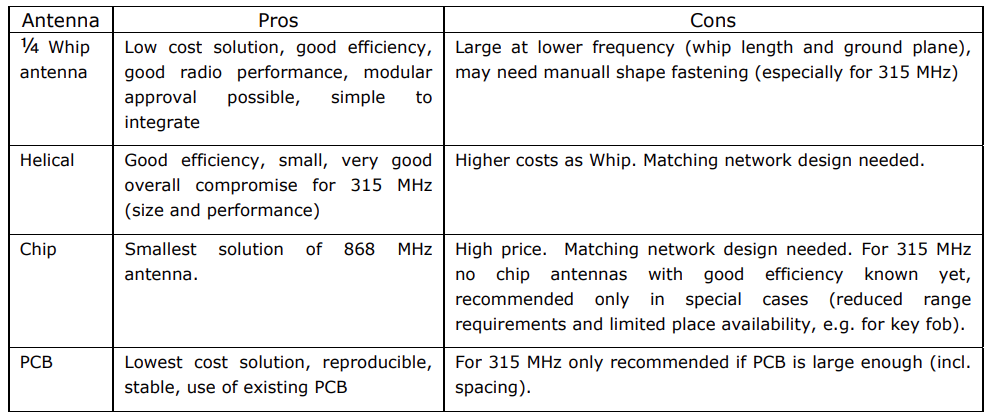 Antenna Pros Cons
¼ Whip
antenna
Low cost solution, good efficiency,
good radio performance, modular
approval possible, simple to
integrate
Large at lower frequency (whip length and ground plane),
may need manuall shape fastening (especially for 315 MHz)
Helical
Good efficiency, small, very good
overall compromise for 315 MHz
(size and performance)
Higher costs as Whip. Matching network design needed.
Chip
Smallest solution of 868 MHz
antenna.
High price. Matching network design needed. For 315 MHz
no chip antennas with good efficiency known yet,
recommended only in special cases (reduced range
requirements and limited place availability, e.g. for key fob).
PCB
Lowest cost solution, reproducible,
stable, use of existing PCB
For 315 MHz only recommended if PCB is large enough (incl.
spacing).